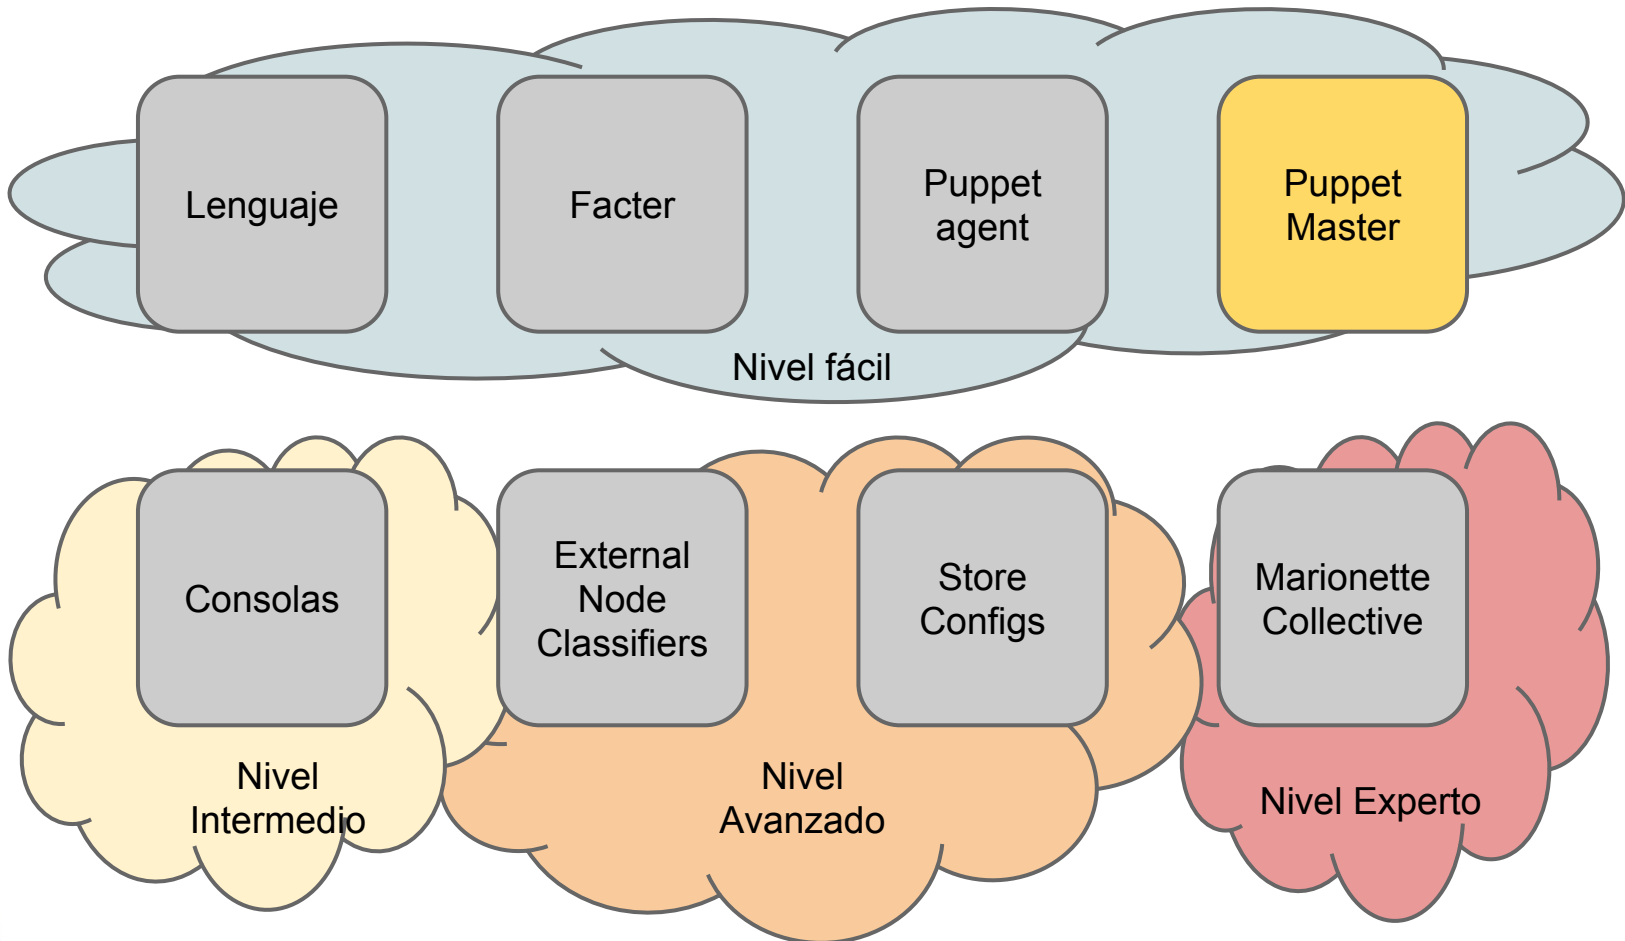 Lenguaje
Facter
Puppet
agent
Puppet
Master
Nivel fácil
Consolas
External
Node
Classifiers
Store
Configs
Marionette
Collective
Nivel
Intermedio
Nivel
Avanzado
Nivel Experto